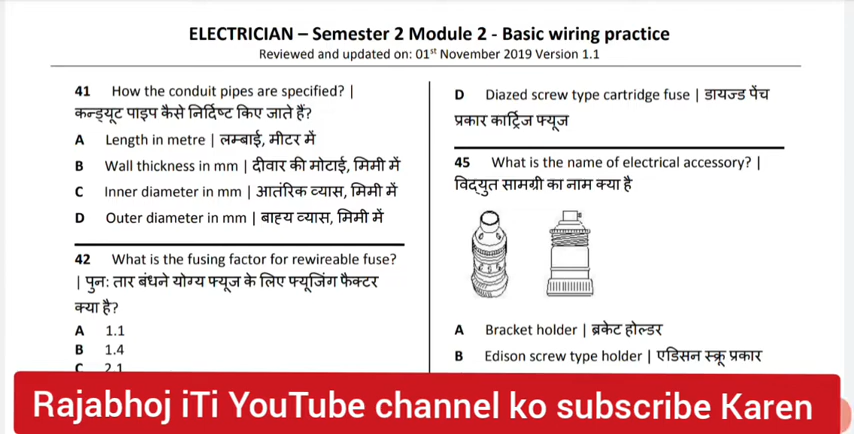 ELECTRICIAN – Semester 2 Module 2 - Basic wiring practice
Reviewed and updated on: 01st November 2019 Version 1.1
41 How the conduit pipes are specified? |
कन्ड्यूट पाइप कैसे निर्दिष्ट किए जाते हैं?
A Length in metre | लम्बाई, मीटर में
B Wall thickness in mm | दीवार की मोटाई, मिमी में
C Inner diameter in mm | आतंरिक व्यास, मिमी में
D Outer diameter in mm | बाह्य व्यास, मिमी में
42 What is the fusing factor for rewireable fuse?
| पुन: तार बंधने योग्य फ्यूज के लिए फ्यूजिंग फैक्टर
क्या है?
A 1.1
B 1.4
C 2.1
D Diazed screw type cartridge fuse | डायज्ड पेंच
प्रकार कार्ट्रिज फ्यूज
45 What is the name of electrical accessory? |
विद्युत सामग्री का नाम क्या है
A Bracket holder | ब्रकेट होल्डर
B Edison screw type holder | एडिसन स्क्रू प्रकार
Rajabhoj iTi YouTube channel ko subscribe Karen